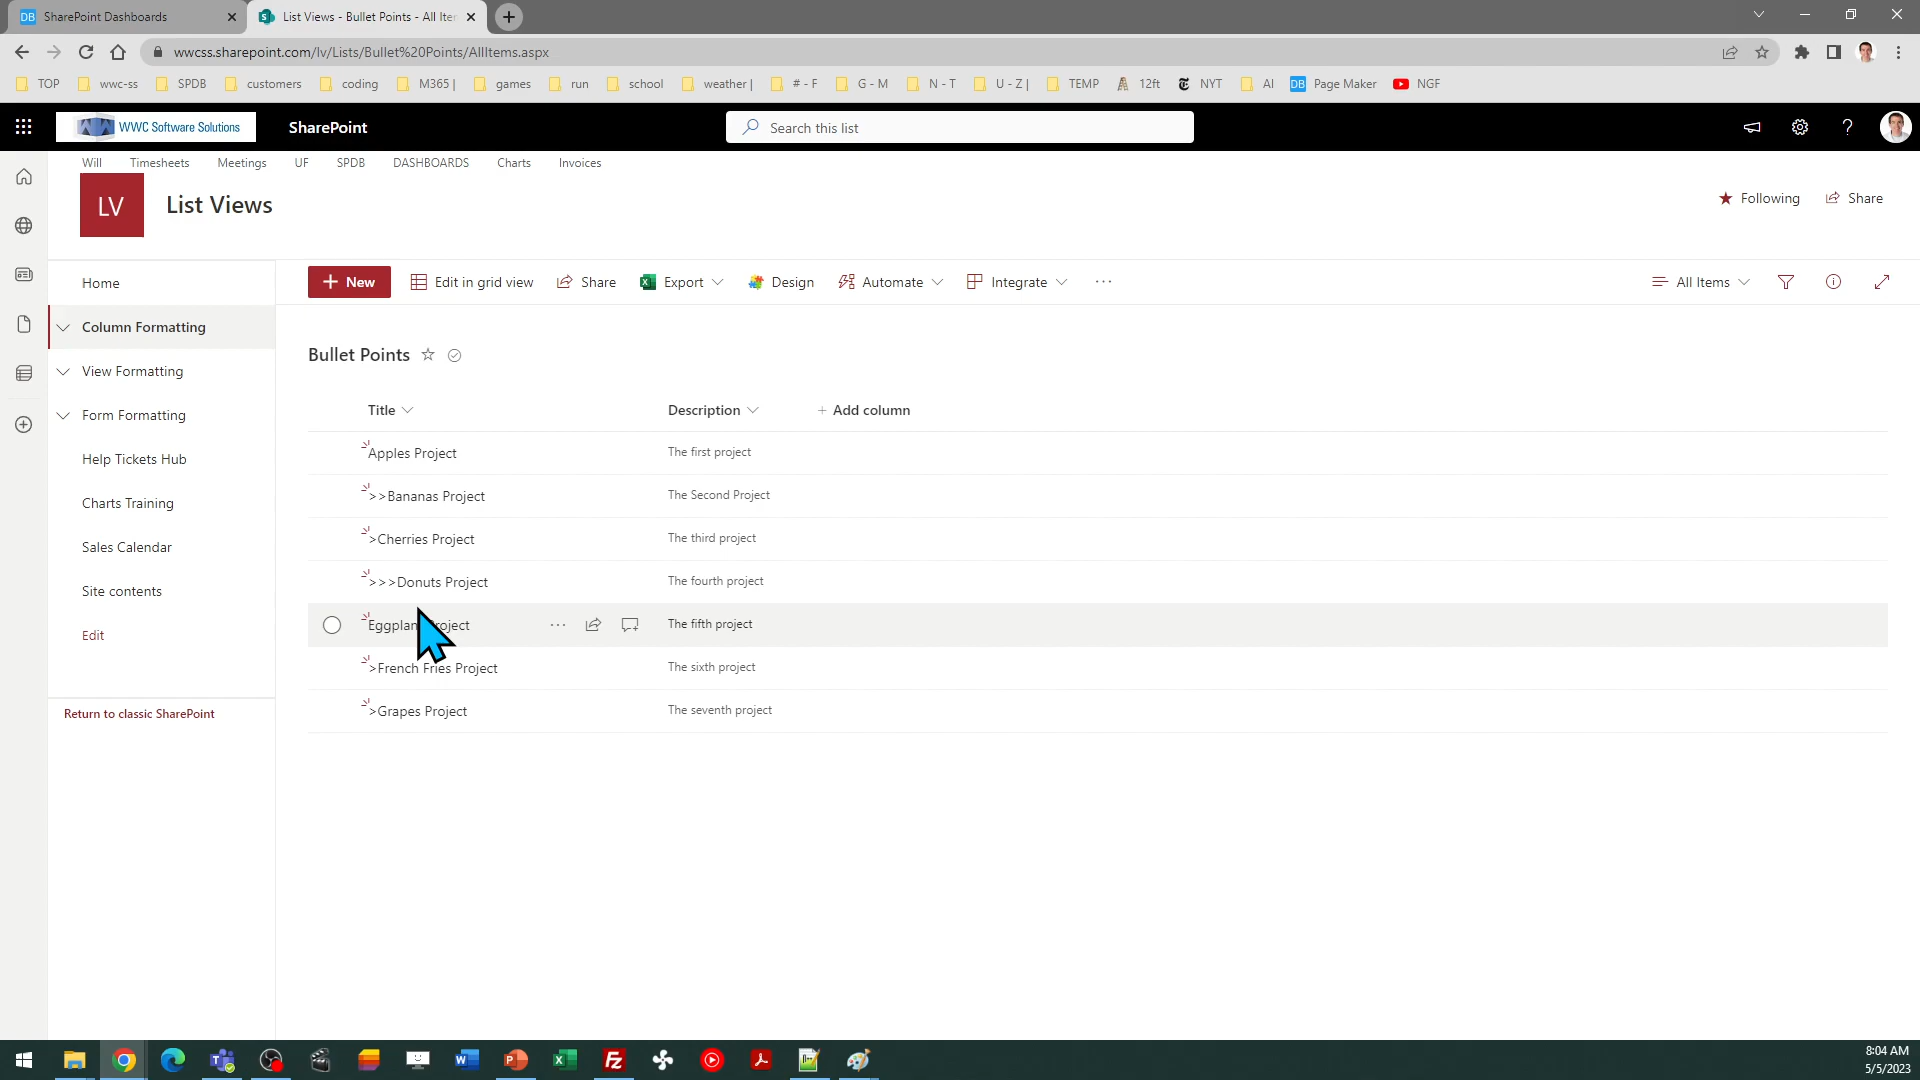 DB SharePoint Dashboards
List Views - Bullet Points - All Iter
wwcss.sharepoint.com/lv/Lists/Bullet%20Points/AllItems.aspx
TOP wwc-ss SPDB customers coding M365 | games run school weather | # - F G - M N - T U - Z | TEMP 12ft NYT AI DB Page Maker NGF
WWC Software Solutions SharePoint Search this list
Will Timesheets Meetings UF SPDB DASHBOARDS Charts Invoices
LV List Views
Following Share
Home
Column Formatting
View Formatting
Form Formatting
Help Tickets Hub
Charts Training
Sales Calendar
Site contents
Edit
Return to classic SharePoint
+ New Edit in grid view Share Export Design Automate Integrate ... All Items
Bullet Points
Title Description + Add column
Apples Project The first project
>>Bananas Project The Second Project
>Cherries Project The third project
>>>Donuts Project The fourth project
The fifth project
>French Fries Project The sixth project
>Grapes Project The seventh project
8:04 AM
5/5/2023